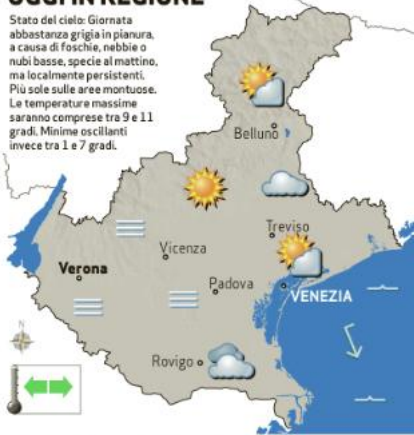 OGGI IN REGIONE
Stato del cielo: Giornata
abbastanza grigia in pianura,
a causa di foschie, nebbie o
nubi basse, specie al mattino,
ma localmente persistenti.
Più sole sulle aree montuose.
Le temperature massime
saranno comprese tra 9 e 11
gradi. Minime oscillanti
invece tra 1 e 7 gradi.
Belluno
Treviso
Vicenza
Verona
Padova
VENEZIA
Rovigo